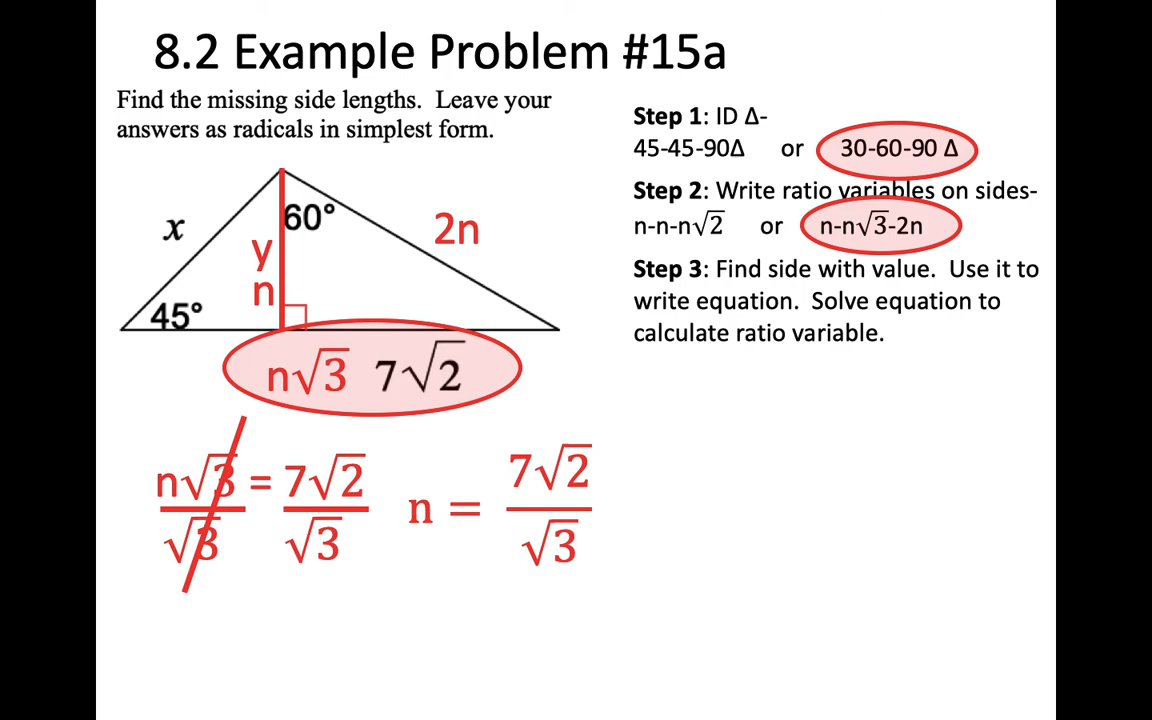 8.2 Example Problem #15a
Find the missing side lengths. Leave your
answers as radicals in simplest form.
x
60°
2n
y
n
45°
n√3 7√2
n√3 = 7√2
√3 √3
n = 7√2
√3
Step 1: ID Δ-
45-45-90Δ or 30-60-90 Δ
Step 2: Write ratio variables on sides-
n-n-n√2 or n-n√3-2n
Step 3: Find side with value. Use it to
write equation. Solve equation to
calculate ratio variable.